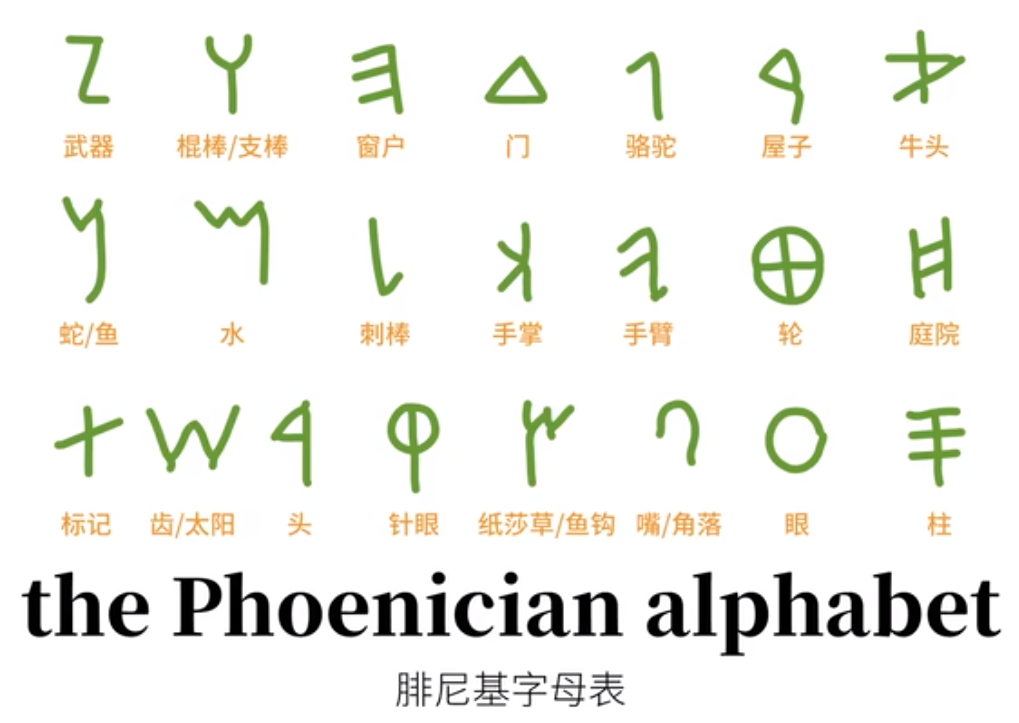 武器 棍棒/支棒 窗户 门 骆驼 屋子 牛头
蛇/鱼 水 刺棒 手掌 手臂 轮 庭院
标记 齿/太阳 头 针眼 纸莎草/鱼钩 嘴/角落 眼 柱
the Phoenician alphabet
腓尼基字母表